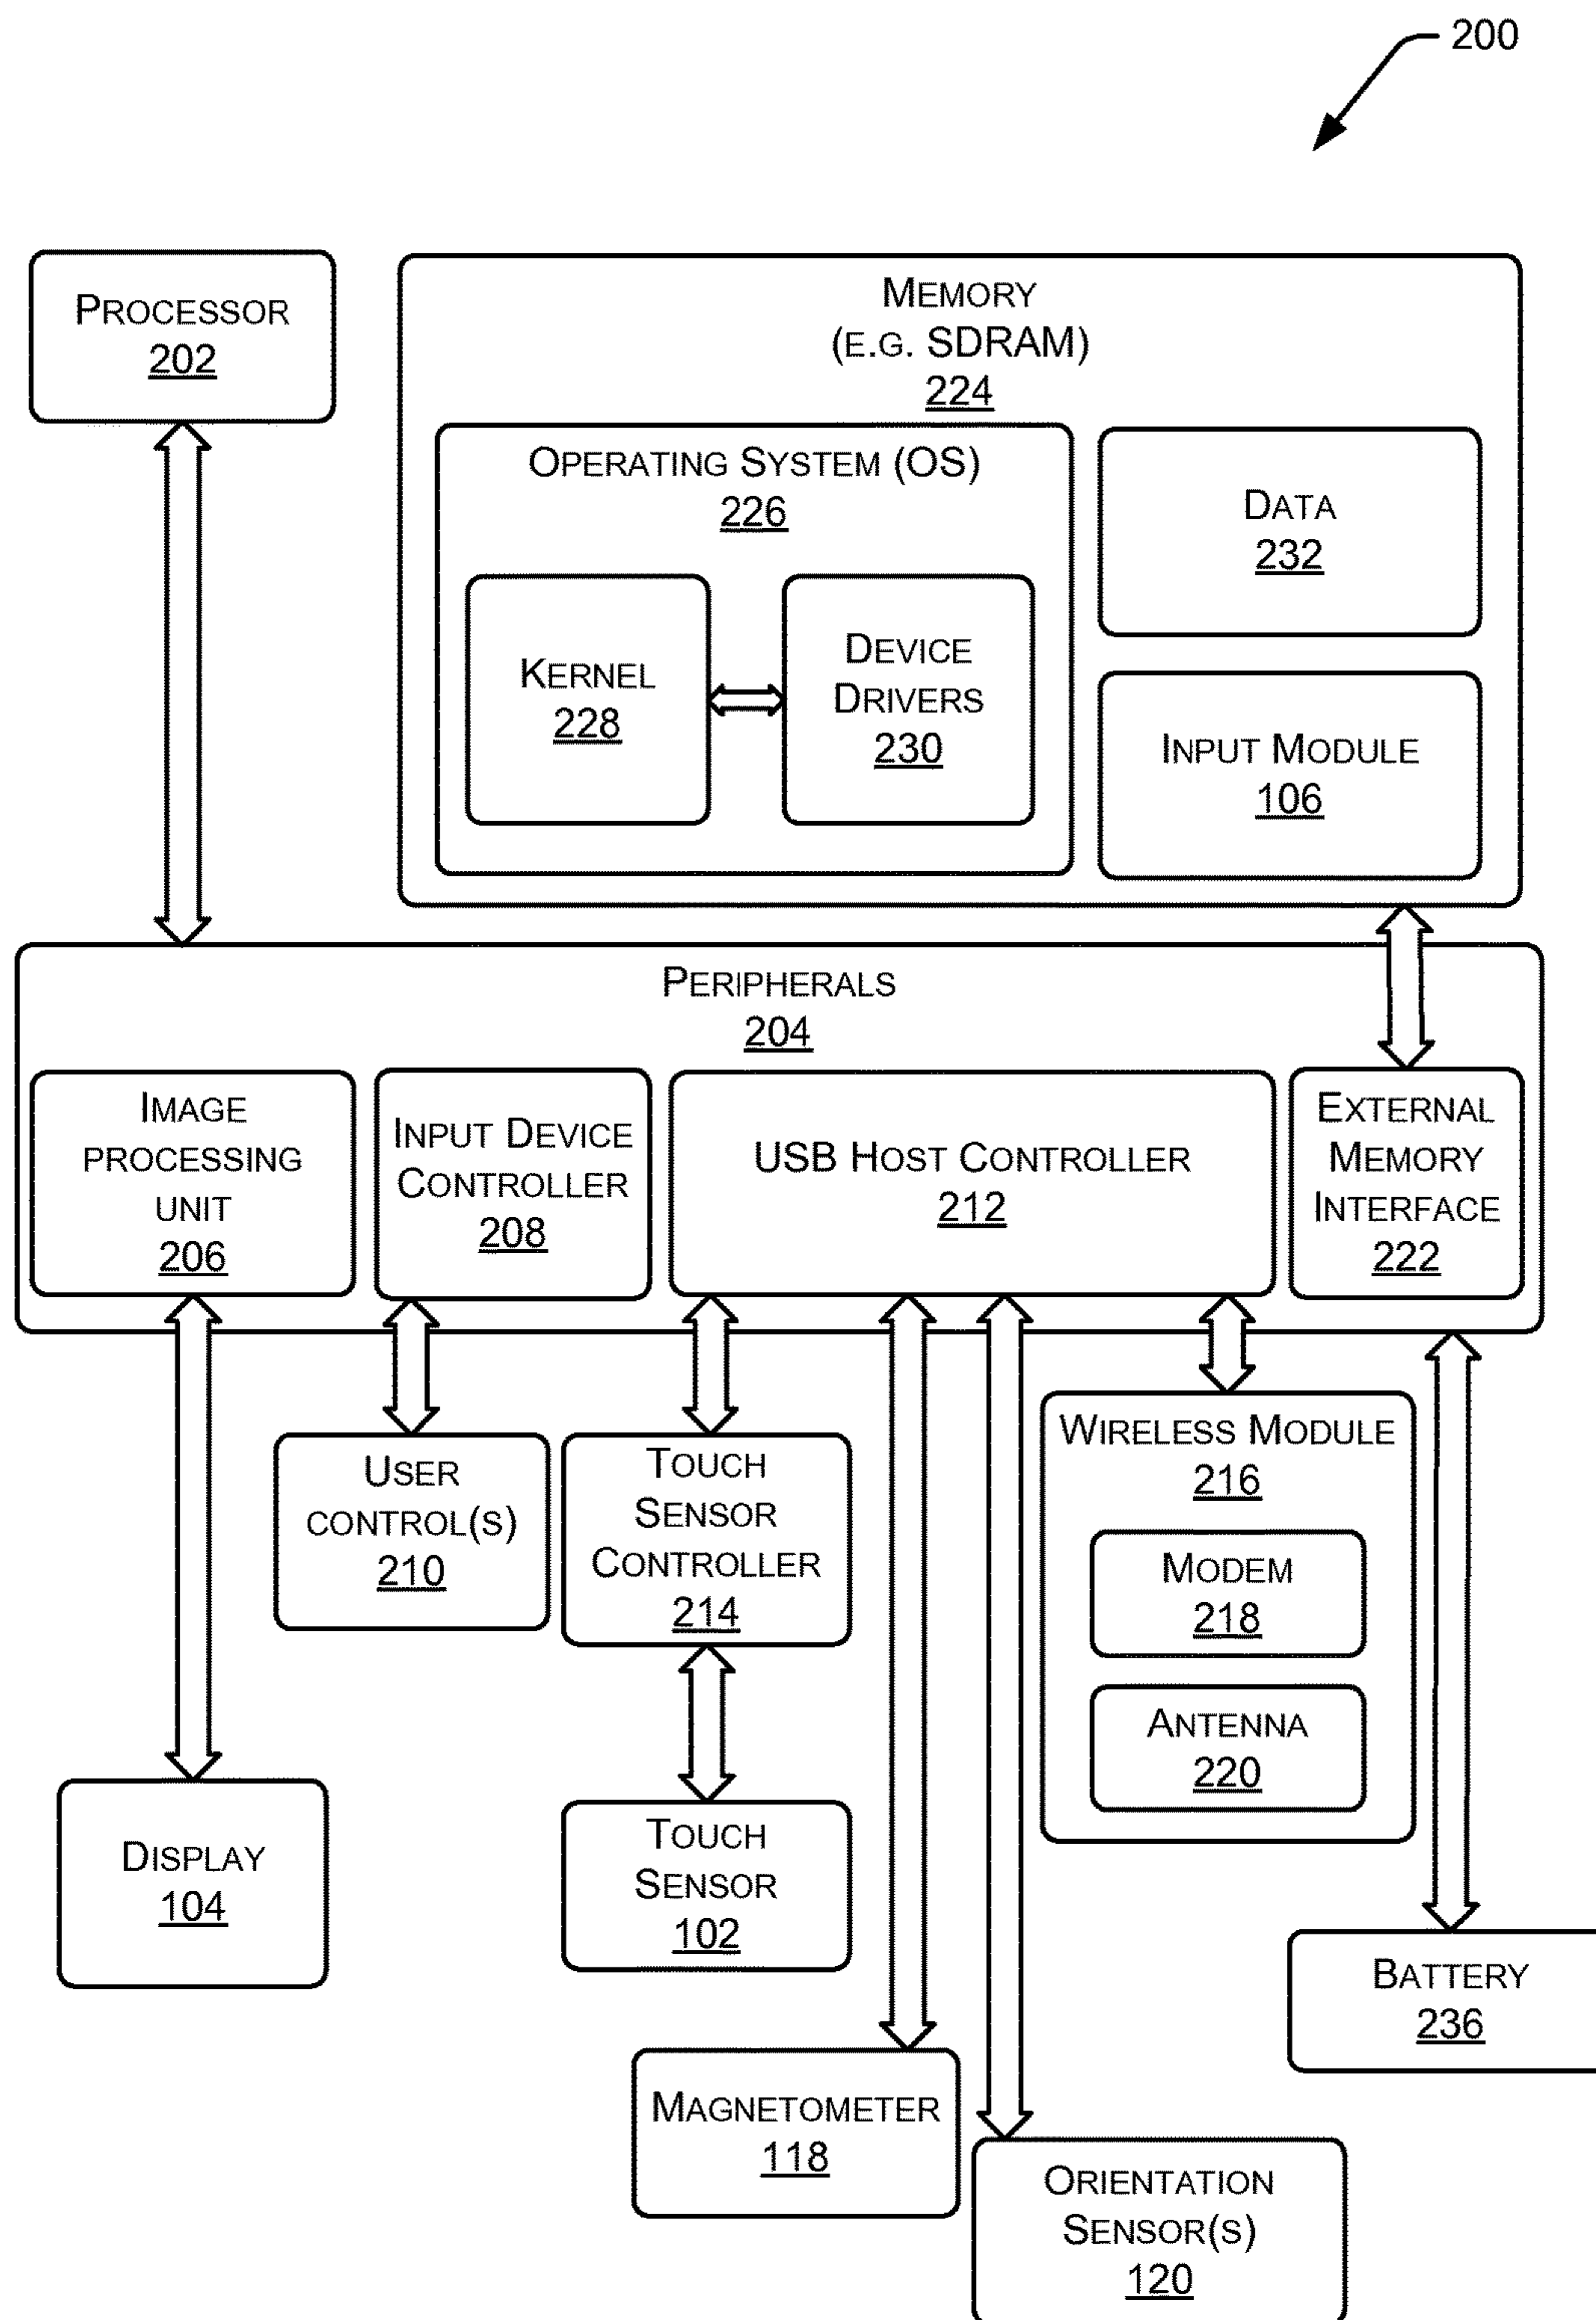 200
PROCESSOR
202
MEMORY
(E.G. SDRAM)
224
OPERATING SYSTEM (OS)
226
KERNEL
228
DEVICE
DRIVERS
230
DATA
232
INPUT MODULE
106
PERIPHERALS
204
IMAGE
PROCESSING
UNIT
206
INPUT DEVICE
CONTROLLER
208
USB HOST CONTROLLER
212
EXTERNAL
MEMORY
INTERFACE
222
USER
CONTROL(S)
210
TOUCH
SENSOR
CONTROLLER
214
WIRELESS MODULE
216
MODEM
218
ANTENNA
220
DISPLAY
104
TOUCH
SENSOR
102
BATTERY
236
MAGNETOMETER
118
ORIENTATION
SENSOR(S)
120